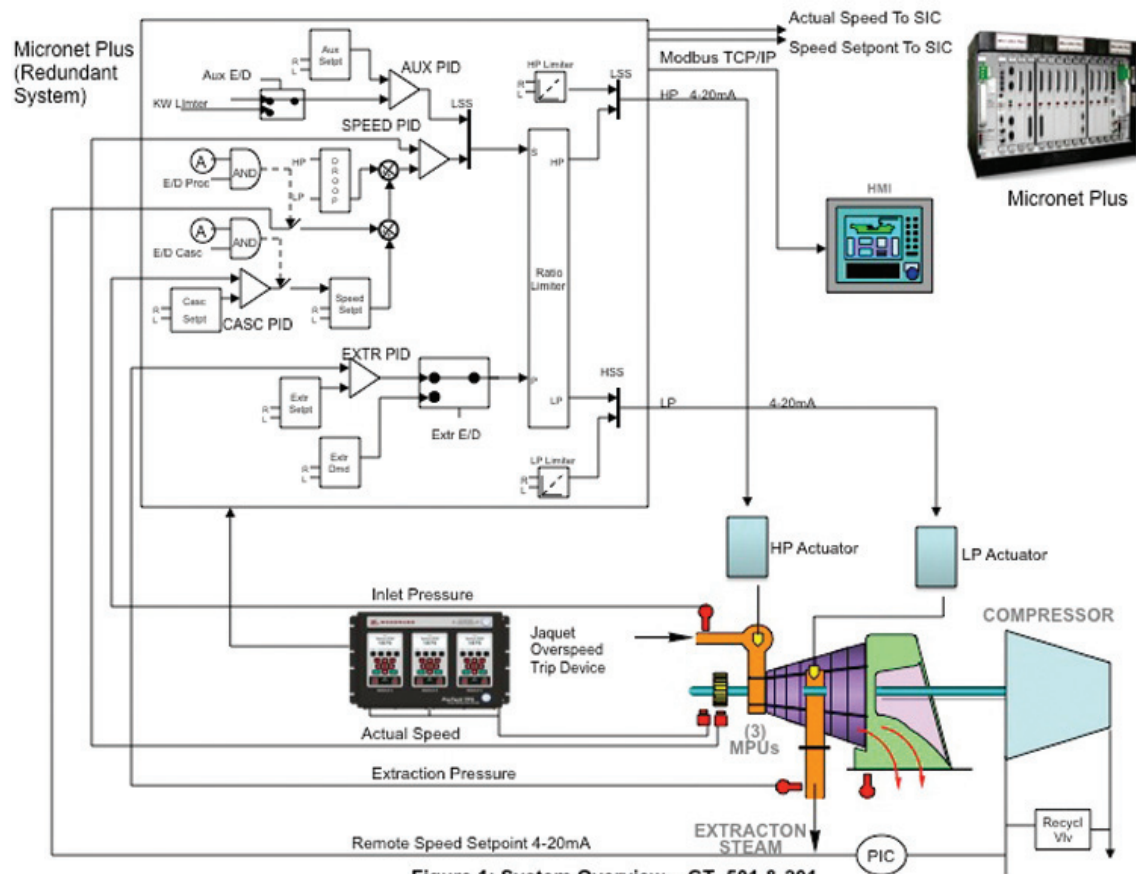 Micronet Plus
(Redundant
System)
Actual Speed To SIC
Speed Setpont To SIC
Modbus TCP/IP
Micronet Plus
HMI
Aux
Setpt
R
L
AUX PID
Aux E/D
KW LImter
LSS
SPEED PID
HP Limiter
R
L
LSS
HP 4-20mA
A
AND
E/D Proc
HP
LP
D
R
O
O
P
S
HP
A
AND
E/D Casc
Ratio
Limiter
Casc
Setpt
R
L
CASC PID
Speed
Setpt
R
L
EXTR PID
Extr
Setpt
R
L
Extr E/D
Extr
Dmd
R
L
P
LP
HSS
LP 4-20mA
LP Limiter
R
L
HP Actuator
LP Actuator
Inlet Pressure
Jaquet
Overspeed
Trip Device
COMPRESSOR
Actual Speed
(3)
MPUs
Extraction Pressure
EXTRACTON
STEAM
Remote Speed Setpoint 4-20mA
PIC
Recycl
Vlv